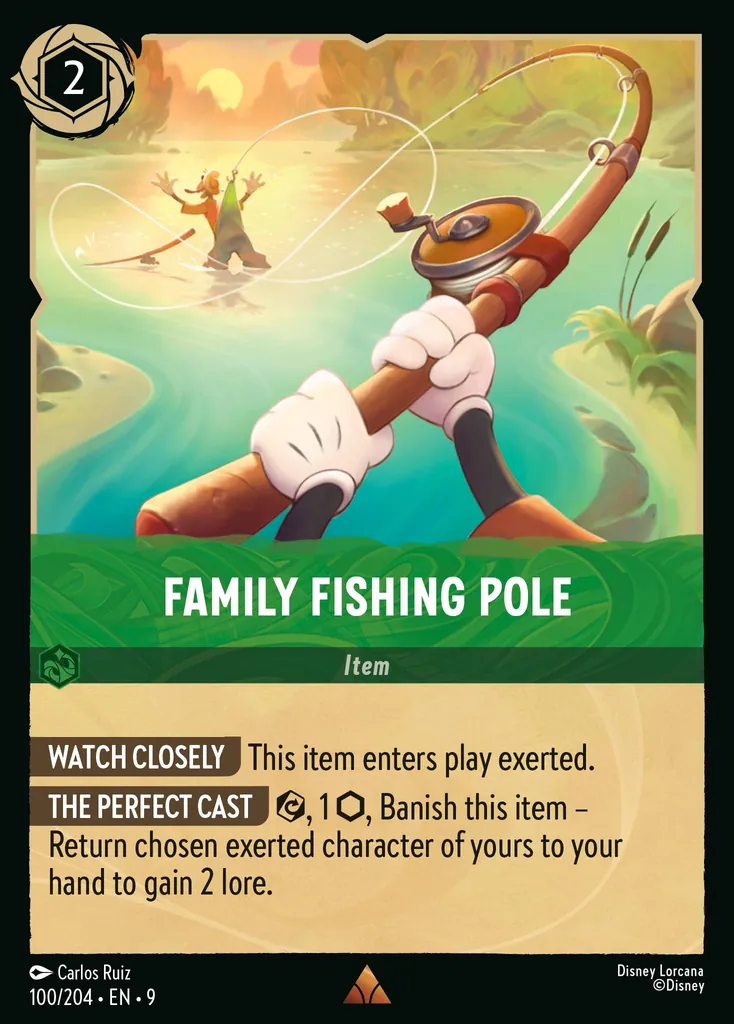 2
FAMILY FISHING POLE
Item
WATCH CLOSELY This item enters play exerted.
THE PERFECT CAST , 1 , Banish this item –
Return chosen exerted character of yours to your
hand to gain 2 lore.
Carlos Ruiz
Disney Lorcana
100/204 • EN • 9
©Disney